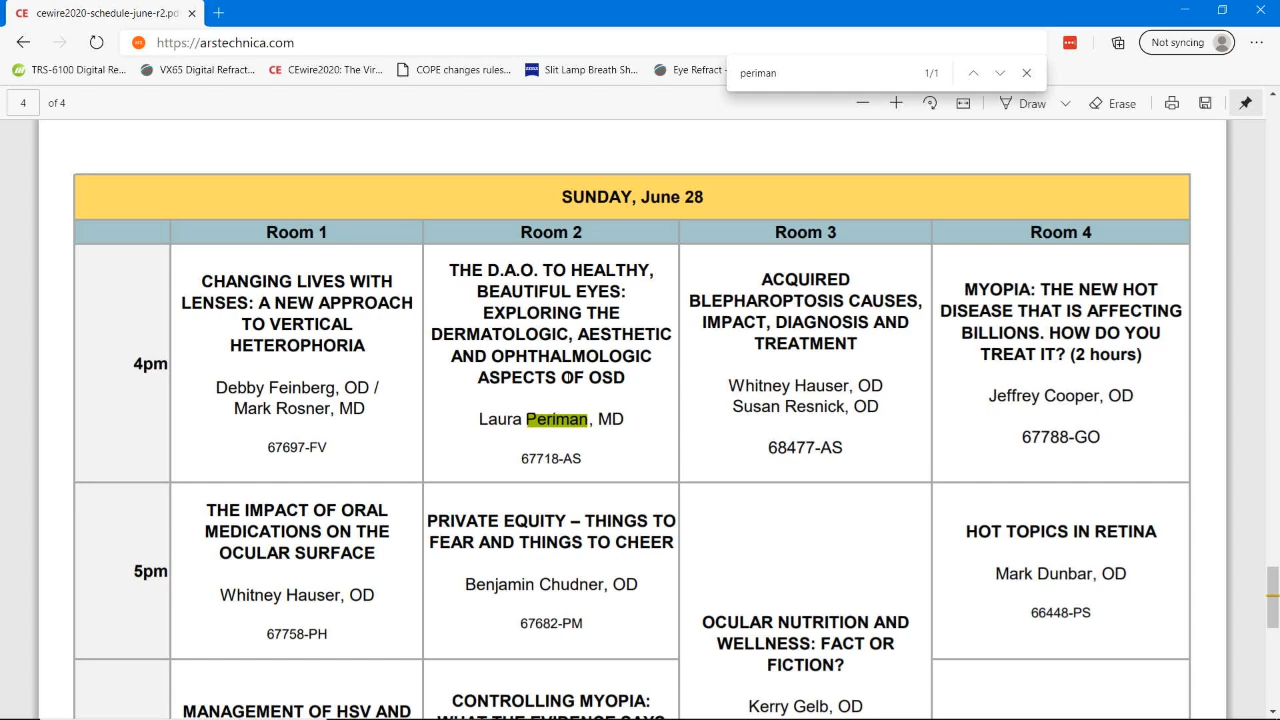 cewire2020-schedule-june-r2.pd
https://arstechnica.com
Not syncing
TRS-6100 Digital Re...
VX65 Digital Refract...
CEwire2020: The Vir...
COPE changes rules...
Slit Lamp Breath Sh...
Eye Refract -
periman
1/1
4
of 4
Draw
Erase
SUNDAY, June 28
Room 1
Room 2
Room 3
Room 4
4pm
CHANGING LIVES WITH
LENSES: A NEW APPROACH
TO VERTICAL
HETEROPHORIA
Debby Feinberg, OD /
Mark Rosner, MD
67697-FV
THE D.A.O. TO HEALTHY,
BEAUTIFUL EYES:
EXPLORING THE
DERMATOLOGIC, AESTHETIC
AND OPHTHALMOLOGIC
ASPECTS OF OSD
Laura Periman, MD
67718-AS
ACQUIRED
BLEPHAROPTOSIS CAUSES,
IMPACT, DIAGNOSIS AND
TREATMENT
Whitney Hauser, OD
Susan Resnick, OD
68477-AS
MYOPIA: THE NEW HOT
DISEASE THAT IS AFFECTING
BILLIONS. HOW DO YOU
TREAT IT? (2 hours)
Jeffrey Cooper, OD
67788-GO
5pm
THE IMPACT OF ORAL
MEDICATIONS ON THE
OCULAR SURFACE
Whitney Hauser, OD
67758-PH
PRIVATE EQUITY – THINGS TO
FEAR AND THINGS TO CHEER
Benjamin Chudner, OD
67682-PM
OCULAR NUTRITION AND
WELLNESS: FACT OR
FICTION?
Kerry Gelb, OD
HOT TOPICS IN RETINA
Mark Dunbar, OD
66448-PS
MANAGEMENT OF HSV AND
CONTROLLING MYOPIA:
WHAT THE EVIDENCE SAYS